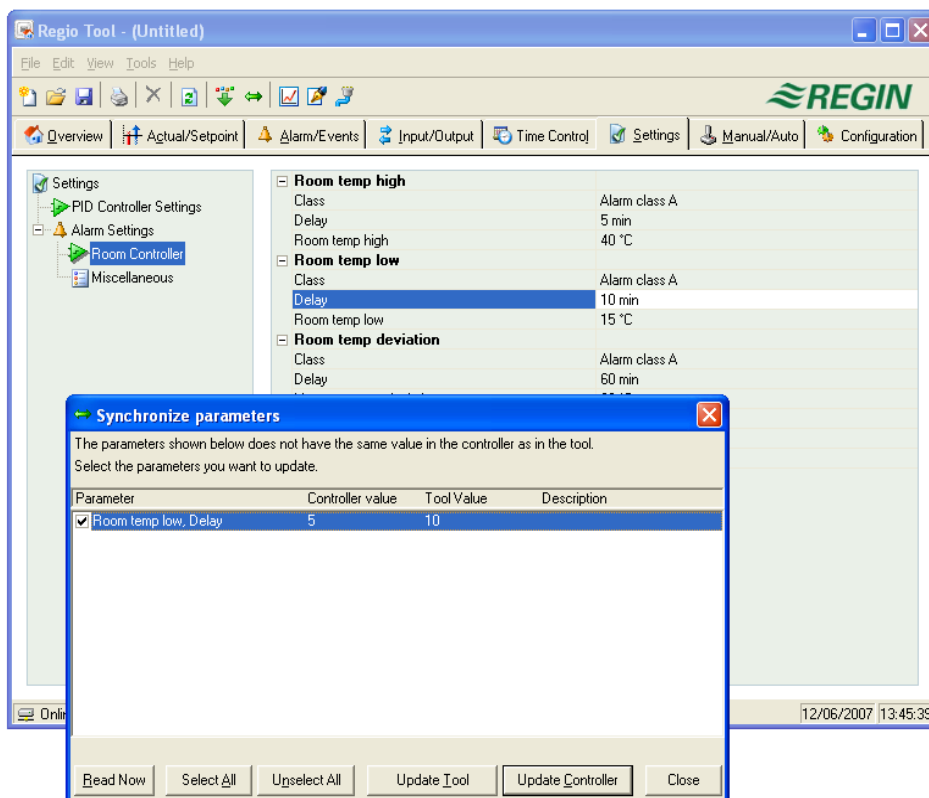 Regio Tool - (Untitled)
File Edit View Tools Help
REGIN
Overview Actual/Setpoint Alarm/Events Input/Output Time Control Settings Manual/Auto Configuration
Settings
PID Controller Settings
Alarm Settings
Room Controller
Miscellaneous
Room temp high
Class Alarm class A
Delay 5 min
Room temp high 40 °C
Room temp low
Class Alarm class A
Delay 10 min
Room temp low 15 °C
Room temp deviation
Class Alarm class A
Delay 60 min
Synchronize parameters
The parameters shown below does not have the same value in the controller as in the tool.
Select the parameters you want to update.
Parameter Controller value Tool Value Description
Room temp low, Delay 5 10
Read Now Select All Unselect All Update Tool Update Controller Close
12/06/2007 13:45:39